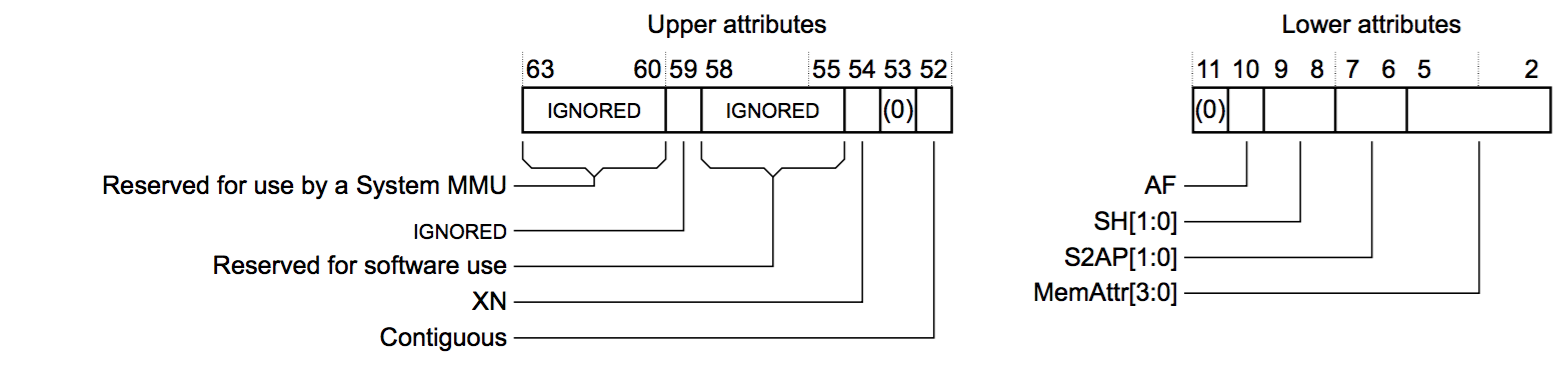 Upper attributes
Lower attributes
63 60 59 58 55 54 53 52
11 10 9 8 7 6 5 2
IGNORED IGNORED (0)
(0)
Reserved for use by a System MMU
IGNORED
Reserved for software use
XN
Contiguous
AF
SH[1:0]
S2AP[1:0]
MemAttr[3:0]